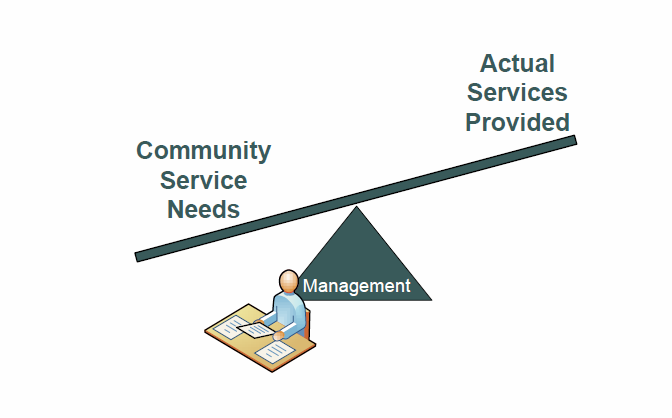 Actual
Services
Provided
Community
Service
Needs
Management